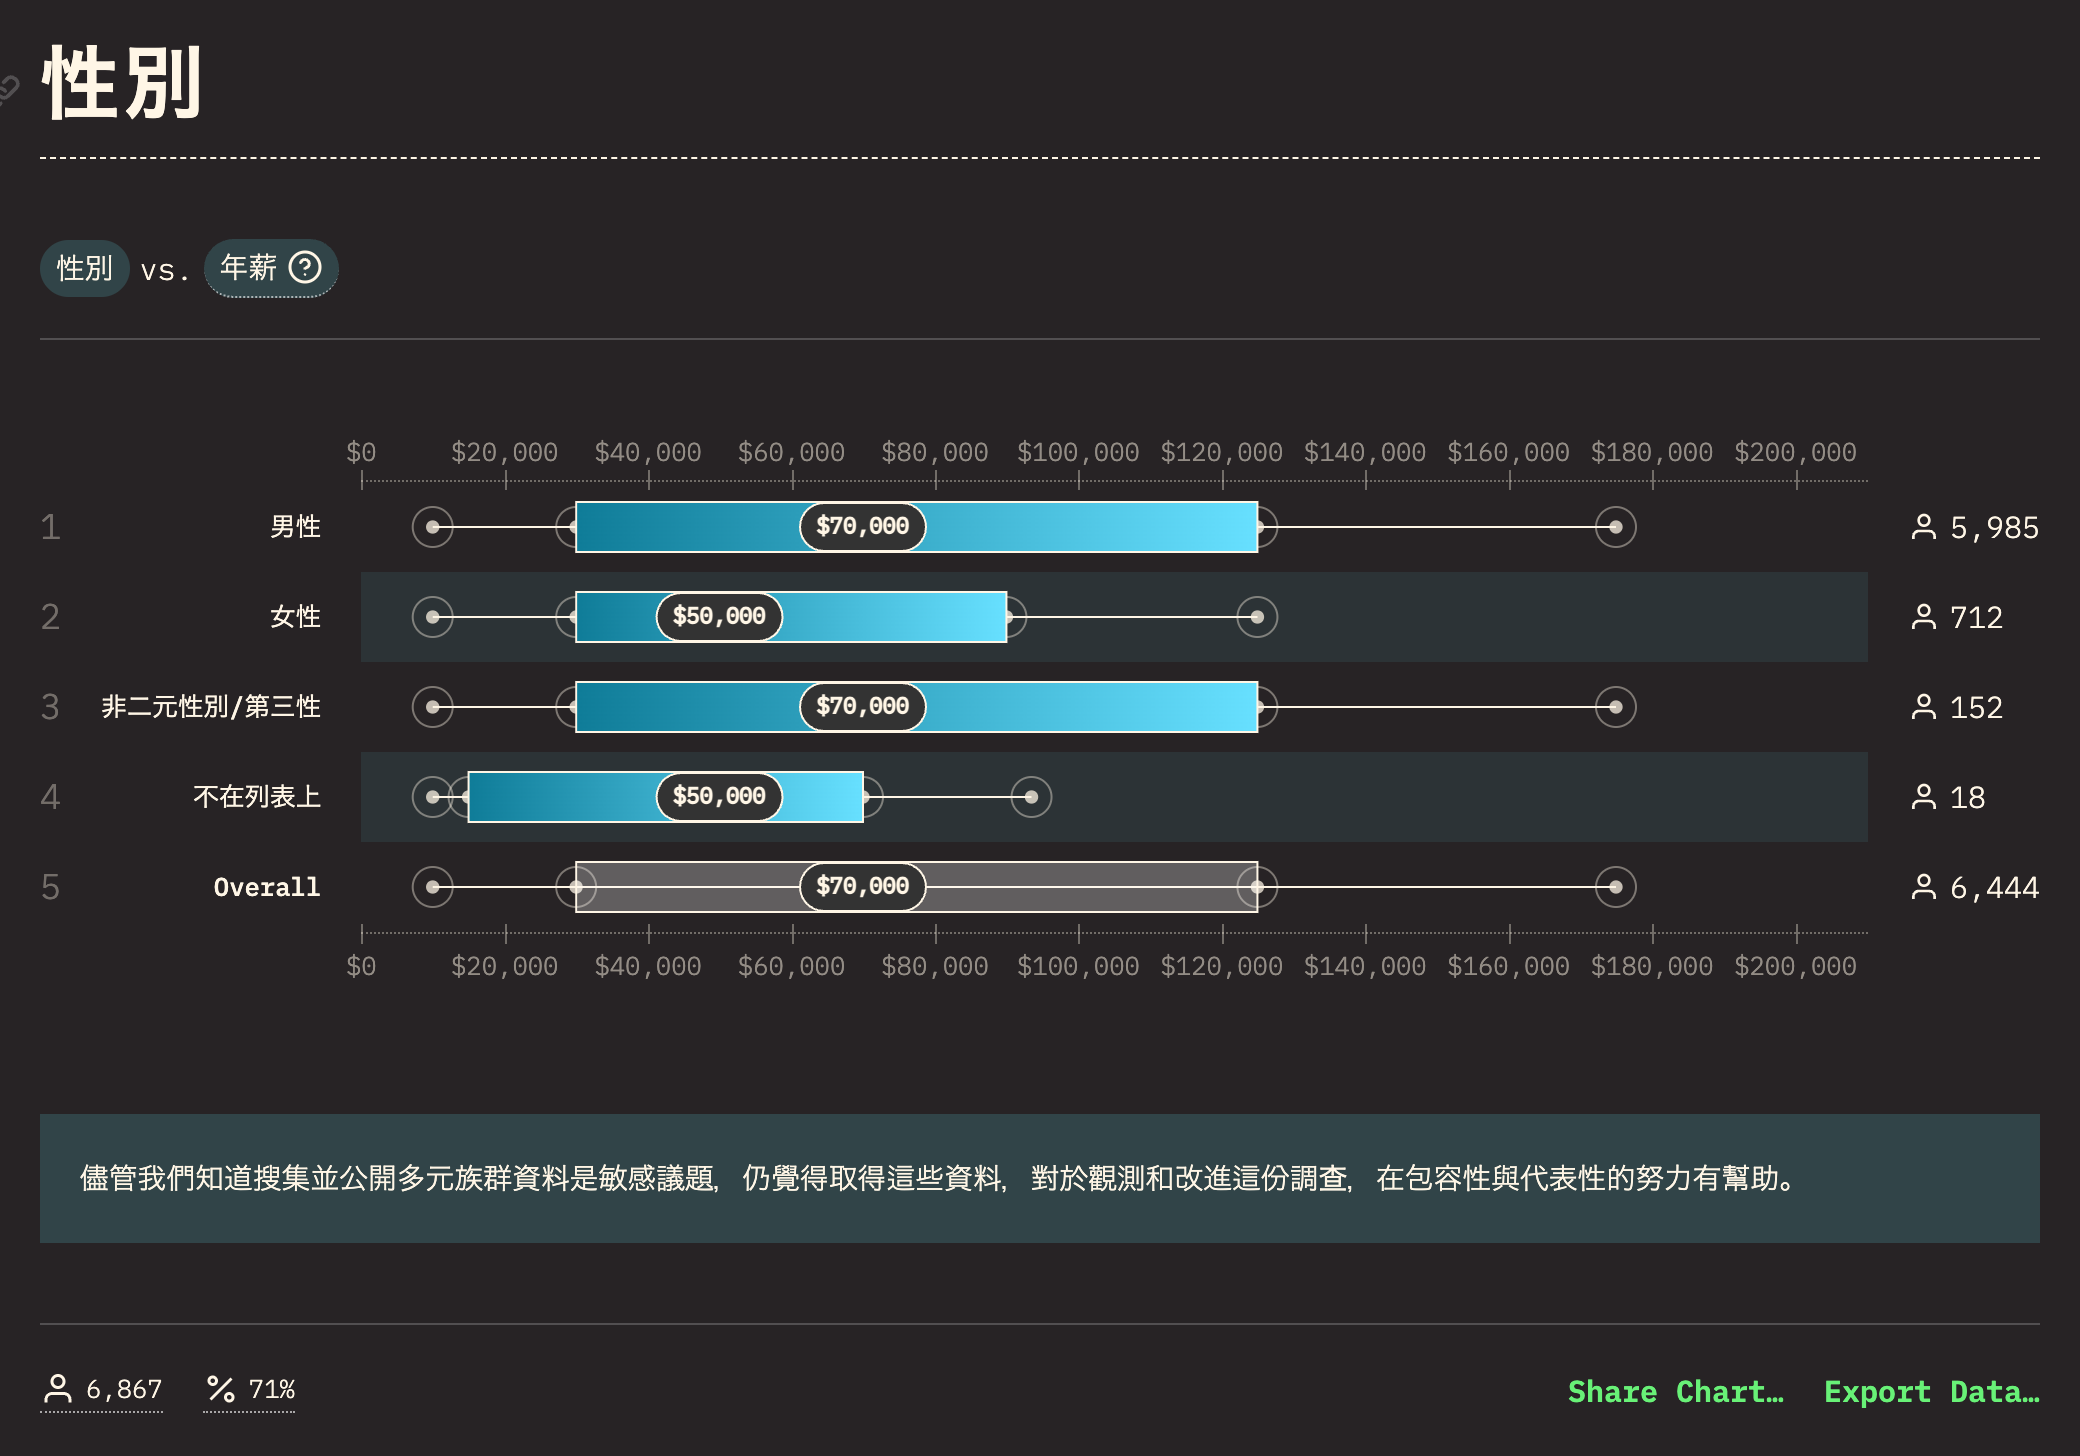 性別
性別 vs. 年薪
$0 $20,000 $40,000 $60,000 $80,000 $100,000 $120,000 $140,000 $160,000 $180,000 $200,000
1 男性 $70,000 5,985
2 女性 $50,000 712
3 非二元性別/第三性 $70,000 152
4 不在列表上 $50,000 18
5 Overall $70,000 6,444
$0 $20,000 $40,000 $60,000 $80,000 $100,000 $120,000 $140,000 $160,000 $180,000 $200,000
儘管我們知道搜集並公開多元族群資料是敏感議題，仍覺得取得這些資料，對於觀測和改進這份調查，在包容性與代表性的努力有幫助。
6,867 71% Share Chart… Export Data…